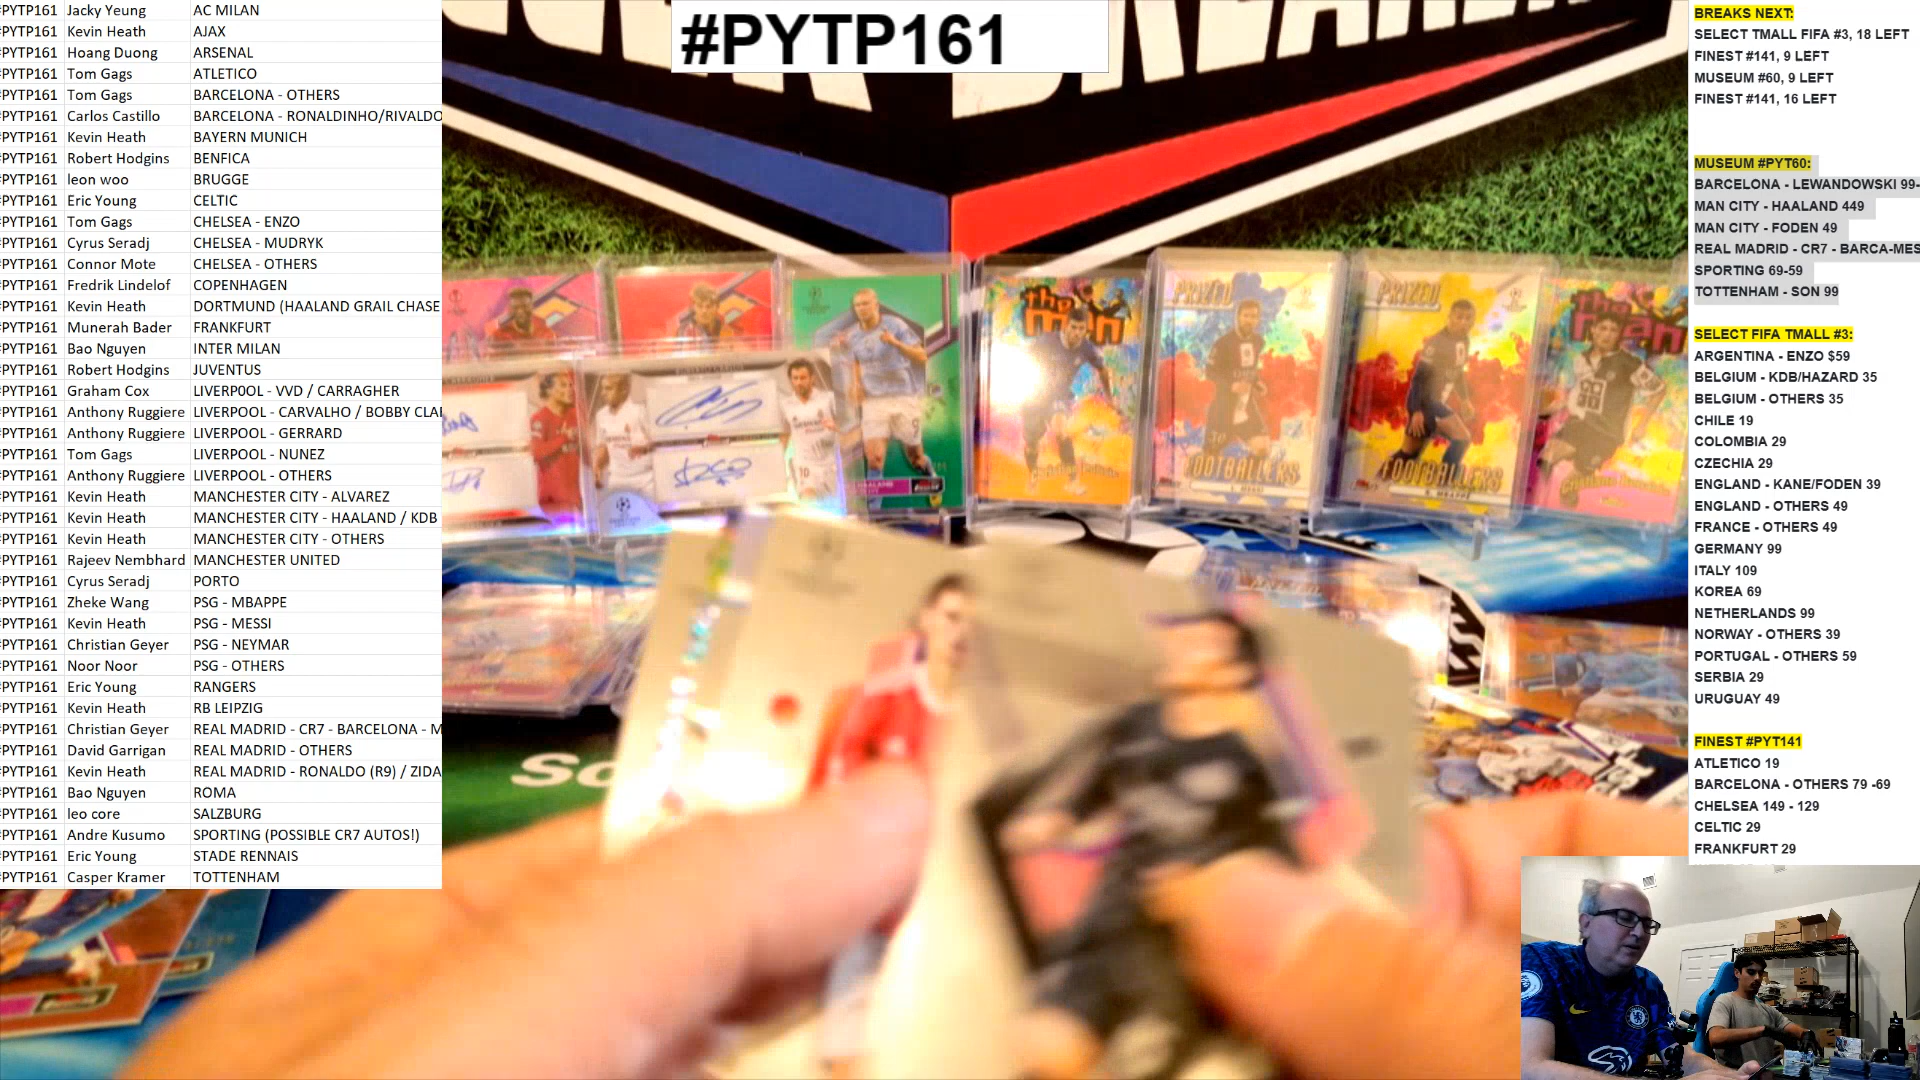 #PYTP161
PYTP161 Jacky Yeung AC MILAN
PYTP161 Kevin Heath AJAX
PYTP161 Hoang Duong ARSENAL
PYTP161 Tom Gags ATLETICO
PYTP161 Tom Gags BARCELONA - OTHERS
PYTP161 Carlos Castillo BARCELONA - RONALDINHO/RIVALDO
PYTP161 Kevin Heath BAYERN MUNICH
PYTP161 Robert Hodgins BENFICA
PYTP161 leon woo BRUGGE
PYTP161 Eric Young CELTIC
PYTP161 Tom Gags CHELSEA - ENZO
PYTP161 Cyrus Seradj CHELSEA - MUDRYK
PYTP161 Connor Mote CHELSEA - OTHERS
PYTP161 Fredrik Lindelof COPENHAGEN
PYTP161 Kevin Heath DORTMUND (HAALAND GRAIL CHASE
PYTP161 Munerah Bader FRANKFURT
PYTP161 Bao Nguyen INTER MILAN
PYTP161 Robert Hodgins JUVENTUS
PYTP161 Graham Cox LIVERP0OL - VVD / CARRAGHER
PYTP161 Anthony Ruggiere LIVERPOOL - CARVALHO / BOBBY CLA
PYTP161 Anthony Ruggiere LIVERPOOL - GERRARD
PYTP161 Tom Gags LIVERPOOL - NUNEZ
PYTP161 Anthony Ruggiere LIVERPOOL - OTHERS
PYTP161 Kevin Heath MANCHESTER CITY - ALVAREZ
PYTP161 Kevin Heath MANCHESTER CITY - HAALAND / KDB
PYTP161 Kevin Heath MANCHESTER CITY - OTHERS
PYTP161 Rajeev Nembhard MANCHESTER UNITED
PYTP161 Cyrus Seradj PORTO
PYTP161 Zheke Wang PSG - MBAPPE
PYTP161 Kevin Heath PSG - MESSI
PYTP161 Christian Geyer PSG - NEYMAR
PYTP161 Noor Noor PSG - OTHERS
PYTP161 Eric Young RANGERS
PYTP161 Kevin Heath RB LEIPZIG
PYTP161 Christian Geyer REAL MADRID - CR7 - BARCELONA - M
PYTP161 David Garrigan REAL MADRID - OTHERS
PYTP161 Kevin Heath REAL MADRID - RONALDO (R9) / ZIDA
PYTP161 Bao Nguyen ROMA
PYTP161 leo core SALZBURG
PYTP161 Andre Kusumo SPORTING (POSSIBLE CR7 AUTOS!)
PYTP161 Eric Young STADE RENNAIS
PYTP161 Casper Kramer TOTTENHAM
the man
PRIZED
FOOTBALLERS
PRIZED
FOOTBALLERS
the man
HAALAND
BREAKS NEXT:
SELECT TMALL FIFA #3, 18 LEFT
FINEST #141, 9 LEFT
MUSEUM #60, 9 LEFT
FINEST #141, 16 LEFT
MUSEUM #PYT60:
BARCELONA - LEWANDOWSKI 99-
MAN CITY - HAALAND 449
MAN CITY - FODEN 49
REAL MADRID - CR7 - BARCA-MES
SPORTING 69-59
TOTTENHAM - SON 99
SELECT FIFA TMALL #3:
ARGENTINA - ENZO $59
BELGIUM - KDB/HAZARD 35
BELGIUM - OTHERS 35
CHILE 19
COLOMBIA 29
CZECHIA 29
ENGLAND - KANE/FODEN 39
ENGLAND - OTHERS 49
FRANCE - OTHERS 49
GERMANY 99
ITALY 109
KOREA 69
NETHERLANDS 99
NORWAY - OTHERS 39
PORTUGAL - OTHERS 59
SERBIA 29
URUGUAY 49
FINEST #PYT141
ATLETICO 19
BARCELONA - OTHERS 79 -69
CHELSEA 149 - 129
CELTIC 29
FRANKFURT 29